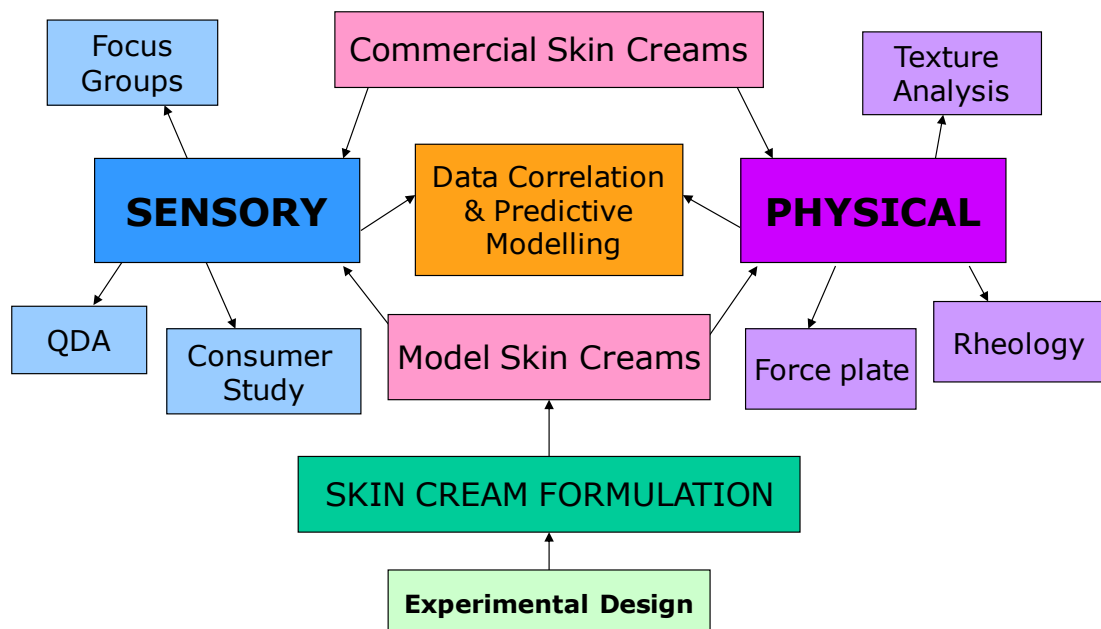 Focus
Groups
Commercial Skin Creams
Texture
Analysis
SENSORY
Data Correlation
& Predictive
Modelling
PHYSICAL
QDA
Consumer
Study
Model Skin Creams
Force plate
Rheology
SKIN CREAM FORMULATION
Experimental Design